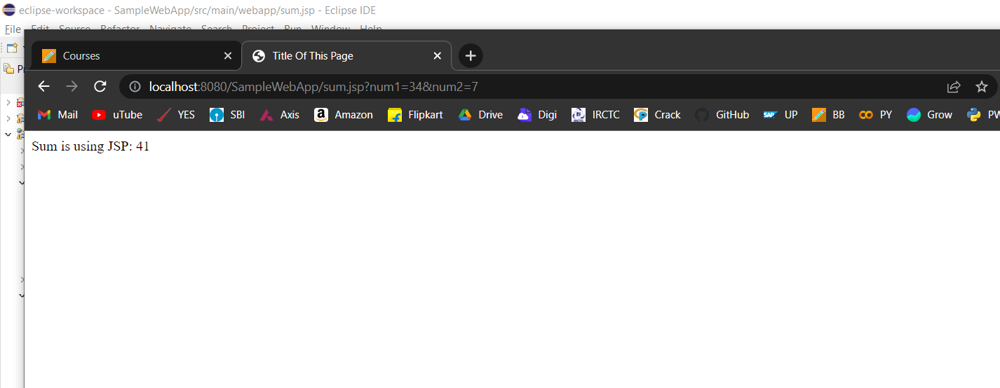 eclipse-workspace - SampleWebApp/src/main/webapp/sum.jsp - Eclipse IDE
File Edit Source Refactor Navigate Search Project Run Window Help
Courses Title Of This Page
localhost:8080/SampleWebApp/sum.jsp?num1=34&num2=7
Mail uTube YES SBI Axis Amazon Flipkart Drive Digi IRCTC Crack GitHub SAP UP BB PY Grow PW
Sum is using JSP: 41